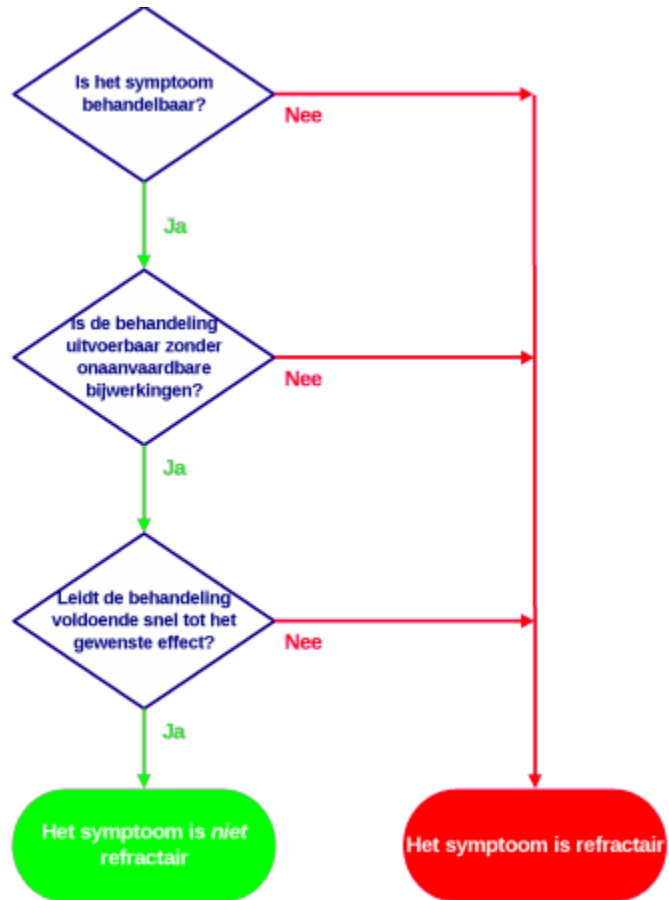 Is het symptoom
behandelbaar?
Nee
Ja
Is de behandeling
uitvoerbaar zonder
onaanvaardbare
bijwerkingen?
Nee
Ja
Leidt de behandeling
voldoende snel tot het
gewenste effect?
Nee
Ja
Het symptoom is niet
refractair
Het symptoom is refractair